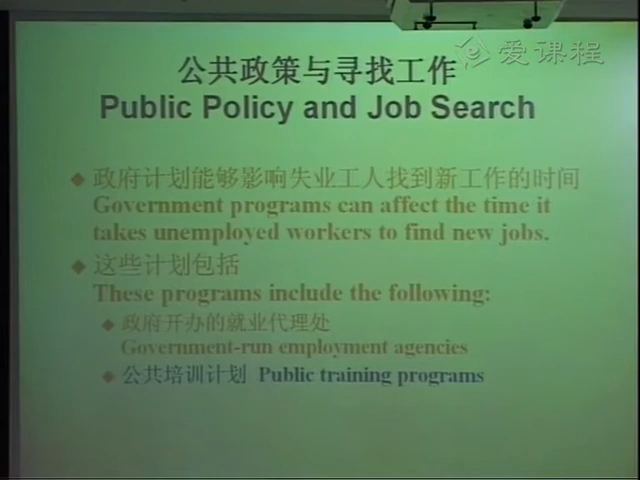 爱课程
公共政策与寻找工作
Public Policy and Job Search
政府计划能够影响失业工人找到新工作的时间
Government programs can affect the time it
takes unemployed workers to find new jobs.
这些计划包括
These programs include the following:
政府开办的就业代理处
Government-run employment agencies
公共培训计划 Public training programs